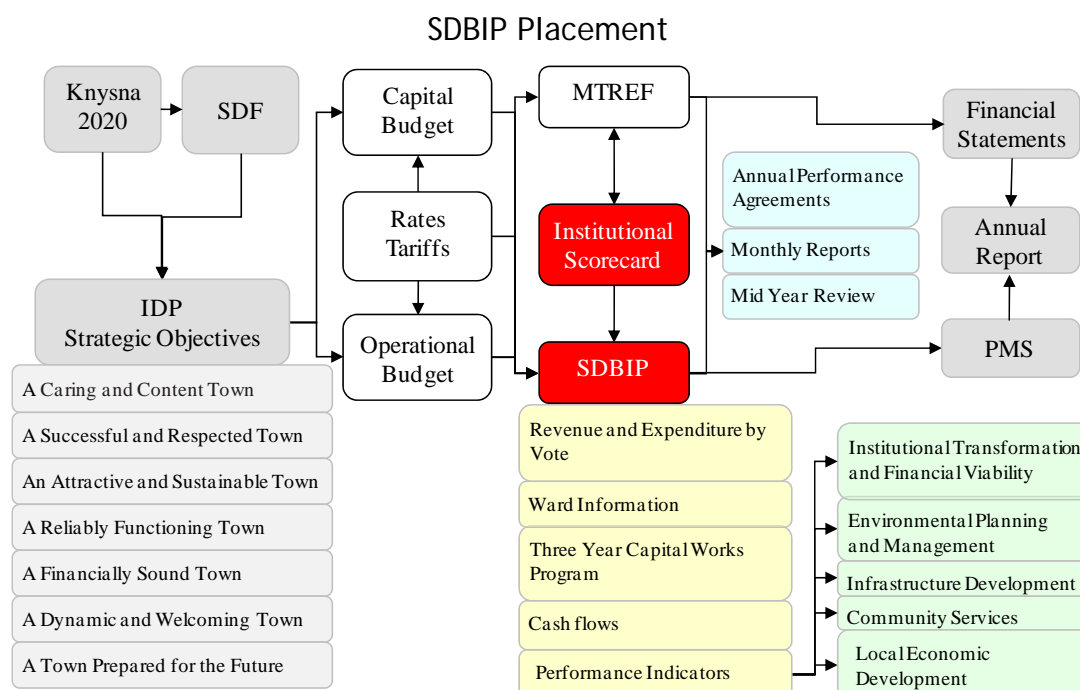 SDBIP Placement
Knysna
2020
SDF
IDP
Strategic Objectives
A Caring and Content Town
A Successful and Respected Town
An Attractive and Sustainable Town
A Reliably Functioning Town
A Financially Sound Town
A Dynamic and Welcoming Town
A Town Prepared for the Future
Capital
Budget
Rates
Tariffs
Operational
Budget
MTREF
Institutional
Scorecard
SDBIP
Revenue and Expenditure by
Vote
Ward Information
Three Year Capital Works
Program
Cash flows
Performance Indicators
Annual Performance
Agreements
Monthly Reports
Mid Year Review
Financial
Statements
Annual
Report
PMS
Institutional Transformation
and Financial Viability
Environmental Planning
and Management
Infrastructure Development
Community Services
Local Economic
Development